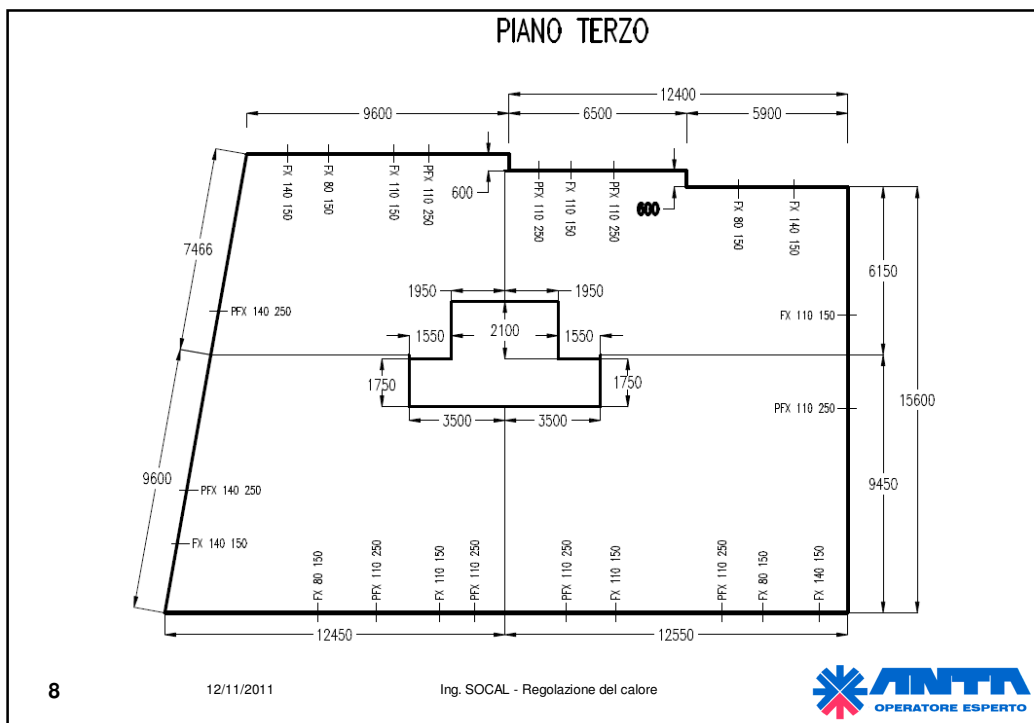 PIANO TERZO
12400
9600
6500
5900
FX 140 150
FX 80 150
FX 110 150
PFX 110 250
600
PFX 110 250
FX 110 150
PFX 110 250
600
FX 80 150
FX 140 150
7466
6150
1950
1950
PFX 140 250
FX 110 150
1550
2100
1550
1750
1750
15600
3500
3500
PFX 110 250
9600
9450
PFX 140 250
FX 140 150
FX 80 150
PFX 110 250
FX 110 150
PFX 110 250
PFX 110 250
FX 110 150
PFX 110 250
FX 80 150
FX 140 150
12450
12550
8
12/11/2011
Ing. SOCAL - Regolazione del calore
ANTA
OPERATORE ESPERTO